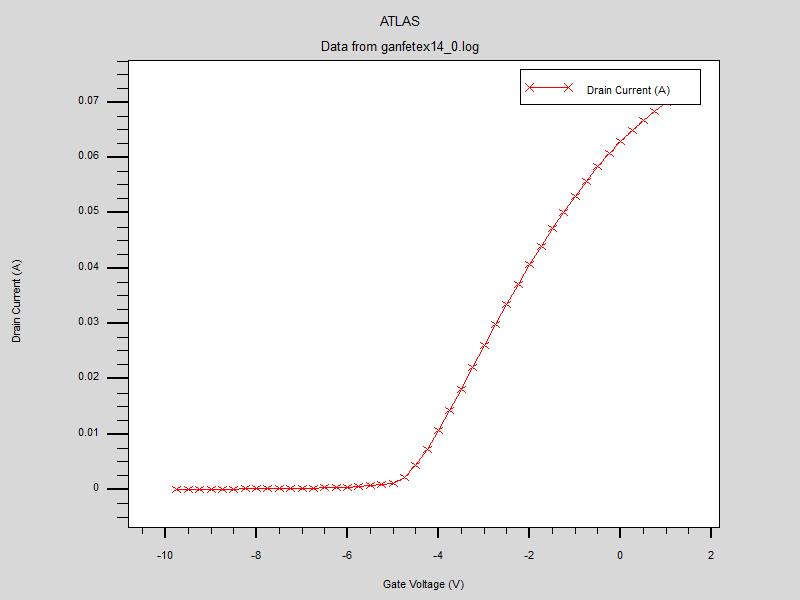 ATLAS
Data from ganfetex14_0.log
Drain Current (A)
0.07
0.06
0.05
0.04
0.03
0.02
0.01
0
Drain Current (A)
-10 -8 -6 -4 -2 0 2
Gate Voltage (V)